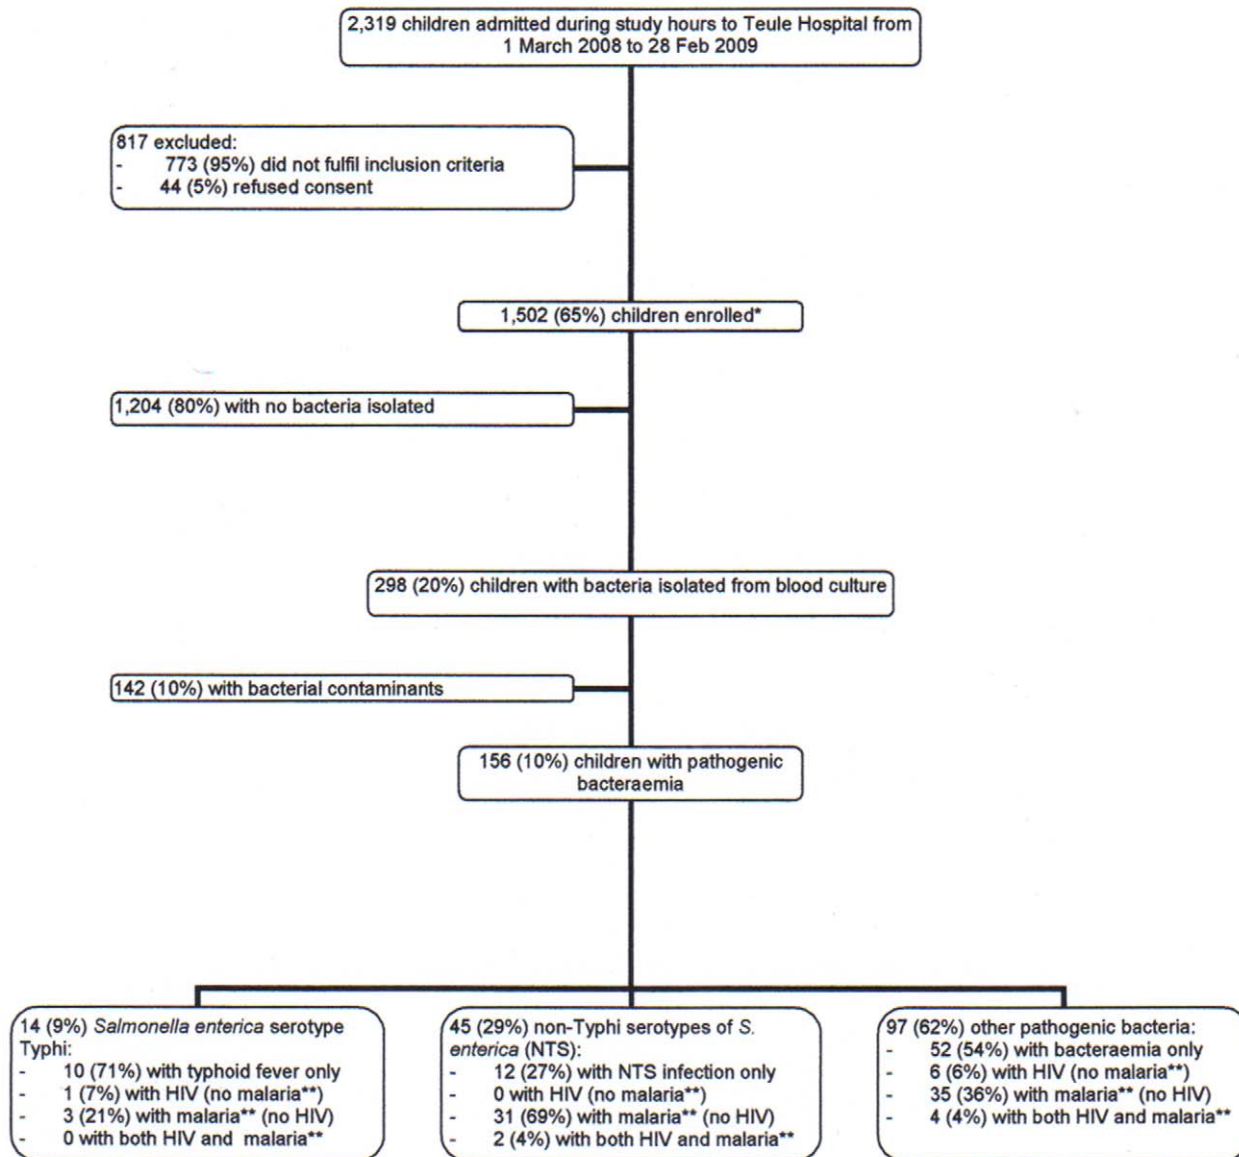 2,319 children admitted during study hours to Teule Hospital from
1 March 2008 to 28 Feb 2009
817 excluded:
- 773 (95%) did not fulfil inclusion criteria
- 44 (5%) refused consent
1,502 (65%) children enrolled*
1,204 (80%) with no bacteria isolated
298 (20%) children with bacteria isolated from blood culture
142 (10%) with bacterial contaminants
156 (10%) children with pathogenic
bacteraemia
14 (9%) Salmonella enterica serotype
Typhi:
- 10 (71%) with typhoid fever only
- 1 (7%) with HIV (no malaria**)
- 3 (21%) with malaria** (no HIV)
- 0 with both HIV and malaria**
45 (29%) non-Typhi serotypes of S.
enterica (NTS):
- 12 (27%) with NTS infection only
- 0 with HIV (no malaria**)
- 31 (69%) with malaria** (no HIV)
- 2 (4%) with both HIV and malaria**
97 (62%) other pathogenic bacteria:
- 52 (54%) with bacteraemia only
- 6 (6%) with HIV (no malaria**)
- 35 (36%) with malaria** (no HIV)
- 4 (4%) with both HIV and malaria**